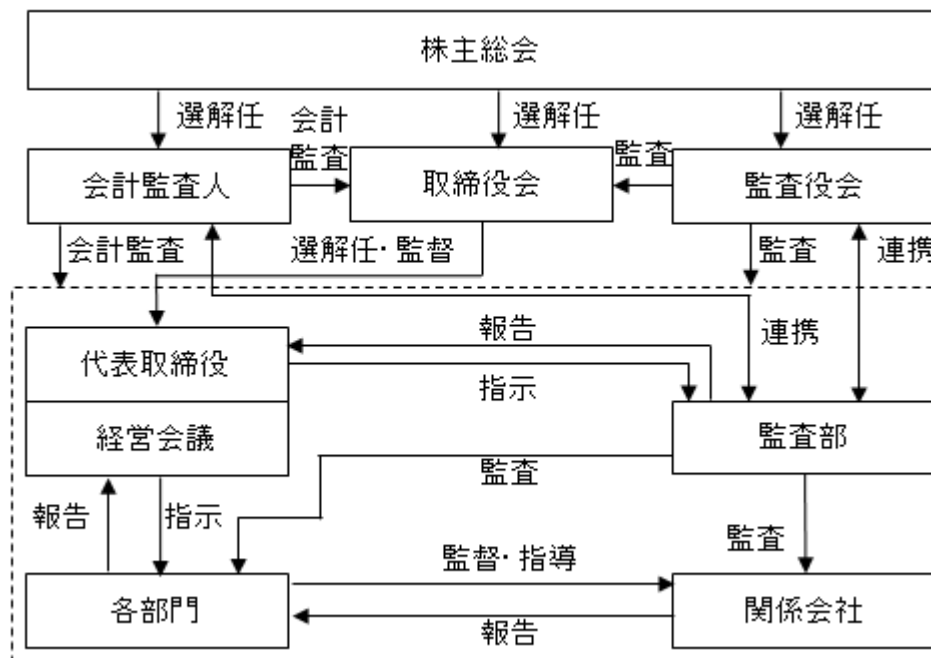 株主総会
選解任
会計
監査
選解任
選解任
監査
会計監査人
取締役会
監査役会
会計監査
選解任・監督
監査
連携
報告
連携
代表取締役
指示
経営会議
監査部
監査
報告
指示
監査
監督・指導
各部門
関係会社
報告